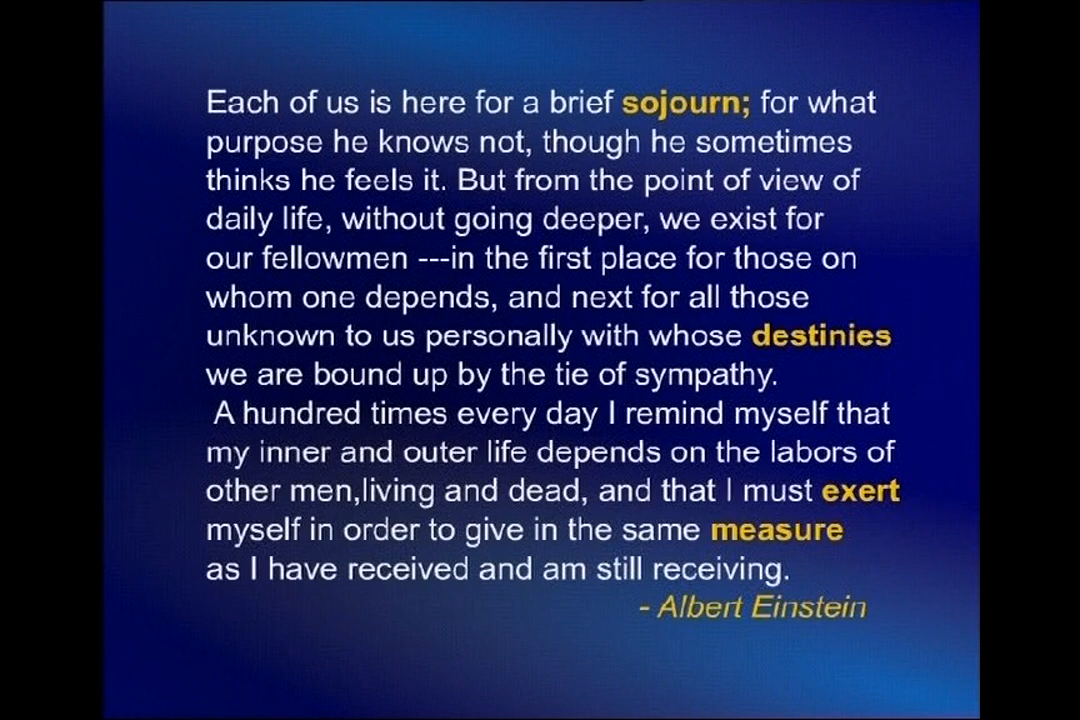 Each of us is here for a brief sojourn; for what
purpose he knows not, though he sometimes
thinks he feels it. But from the point of view of
daily life, without going deeper, we exist for
our fellowmen ---in the first place for those on
whom one depends, and next for all those
unknown to us personally with whose destinies
we are bound up by the tie of sympathy.
A hundred times every day I remind myself that
my inner and outer life depends on the labors of
other men,living and dead, and that I must exert
myself in order to give in the same measure
as I have received and am still receiving.
- Albert Einstein